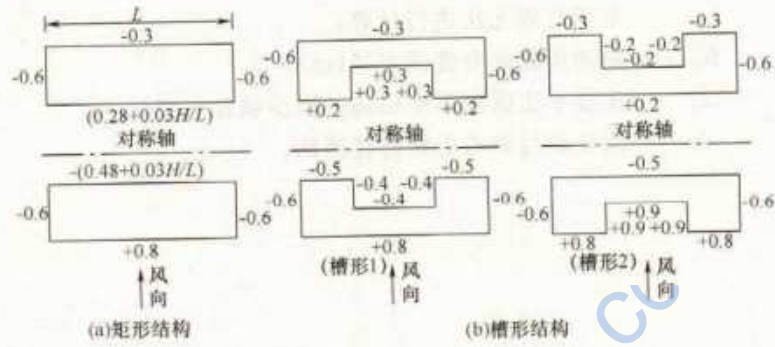 L
-0.3 -0.3 -0.3 -0.3
-0.2 -0.2
-0.2
-0.6 -0.6 -0.6 -0.6 -0.6 -0.6
+0.3
+0.3 +0.3
+0.2 +0.2 +0.2
(0.28+0.03H/L)
对称轴 对称轴 对称轴
-(0.48+0.03H/L) -0.5 -0.5 -0.5
-0.4 -0.4
-0.4
-0.6 -0.6 -0.6 -0.6 -0.6 -0.6
+0.9
+0.9 +0.9
+0.8 +0.8 +0.8 +0.8
(槽形1) (槽形2)
风向 风向 风向
(a)矩形结构 (b)槽形结构